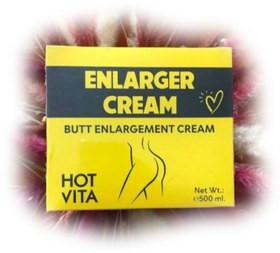 ENLARGER
CREAM
BUTT ENLARGEMENT CREAM
HOT
VITA
Net Wt.:
℮500 ml.